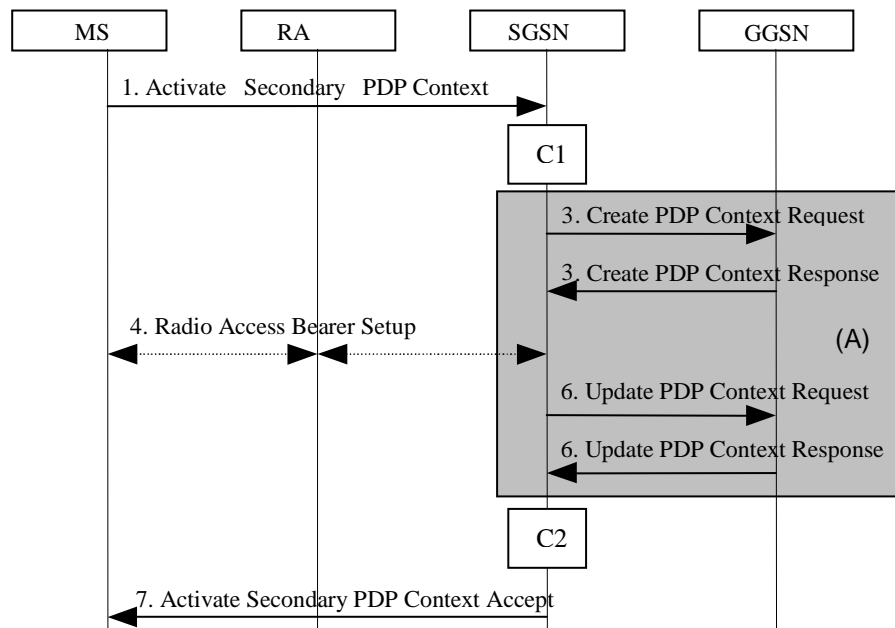 MS
RA
SGSN
GGSN
1. Activate Secondary PDP Context
C1
3. Create PDP Context Request
3. Create PDP Context Response
4. Radio Access Bearer Setup
(A)
6. Update PDP Context Request
6. Update PDP Context Response
C2
7. Activate Secondary PDP Context Accept